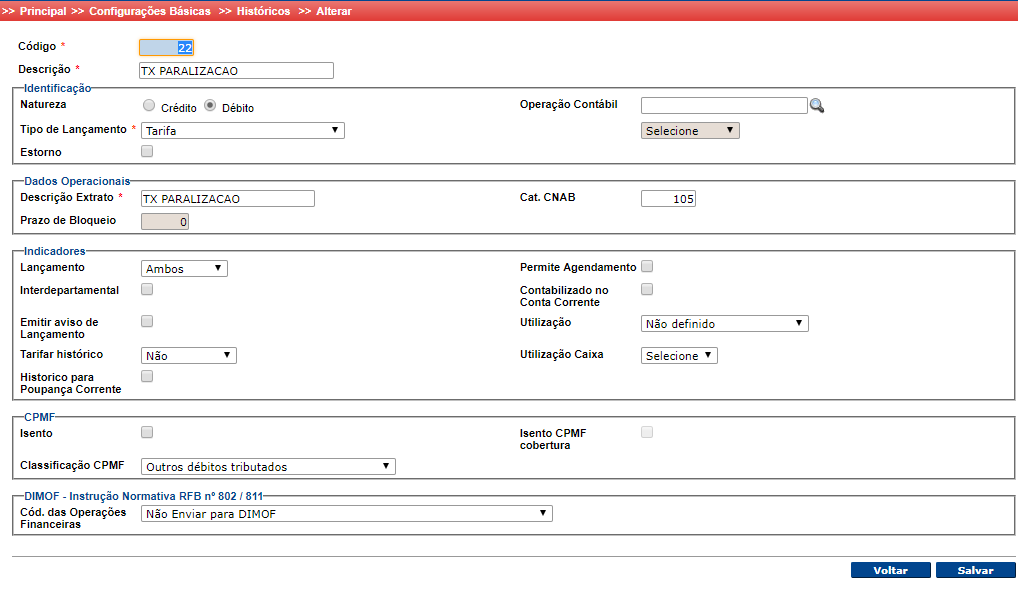 >> Principal >> Configurações Básicas >> Históricos >> Alterar
Código * 22
Descrição * TX PARALIZACAO
Identificação
Natureza Crédito Débito Operação Contábil
Tipo de Lançamento * Tarifa Selecione
Estorno
Dados Operacionais
Descrição Extrato * TX PARALIZACAO Cat. CNAB 105
Prazo de Bloqueio 0
Indicadores
Lançamento Ambos Permite Agendamento
Interdepartamental Contabilizado no
Conta Corrente
Emitir aviso de Utilização Não definido
Lançamento
Tarifar histórico Não Utilização Caixa Selecione
Historico para
Poupança Corrente
CPMF
Isento Isento CPMF
cobertura
Classificação CPMF Outros débitos tributados
DIMOF - Instrução Normativa RFB nº 802 / 811
Cód. das Operações Não Enviar para DIMOF
Financeiras
Voltar Salvar